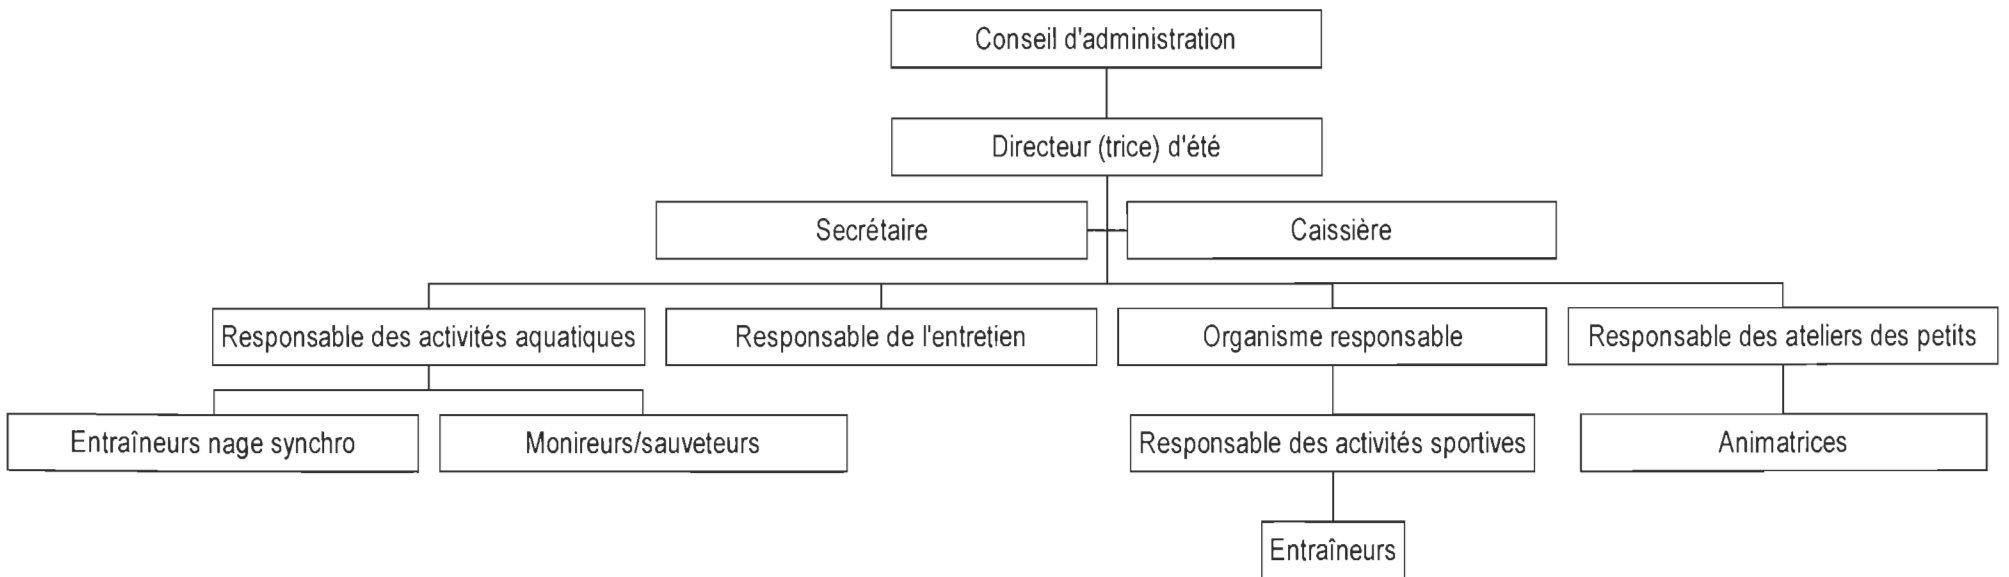 Conseil d'administration
Directeur (trice) d'été
Secrétaire
Caissière
Responsable des activités aquatiques
Responsable de l'entretien
Organisme responsable
Responsable des ateliers des petits
Entraîneurs nage synchro
Monireurs/sauveteurs
Responsable des activités sportives
Animatrices
Entraîneurs